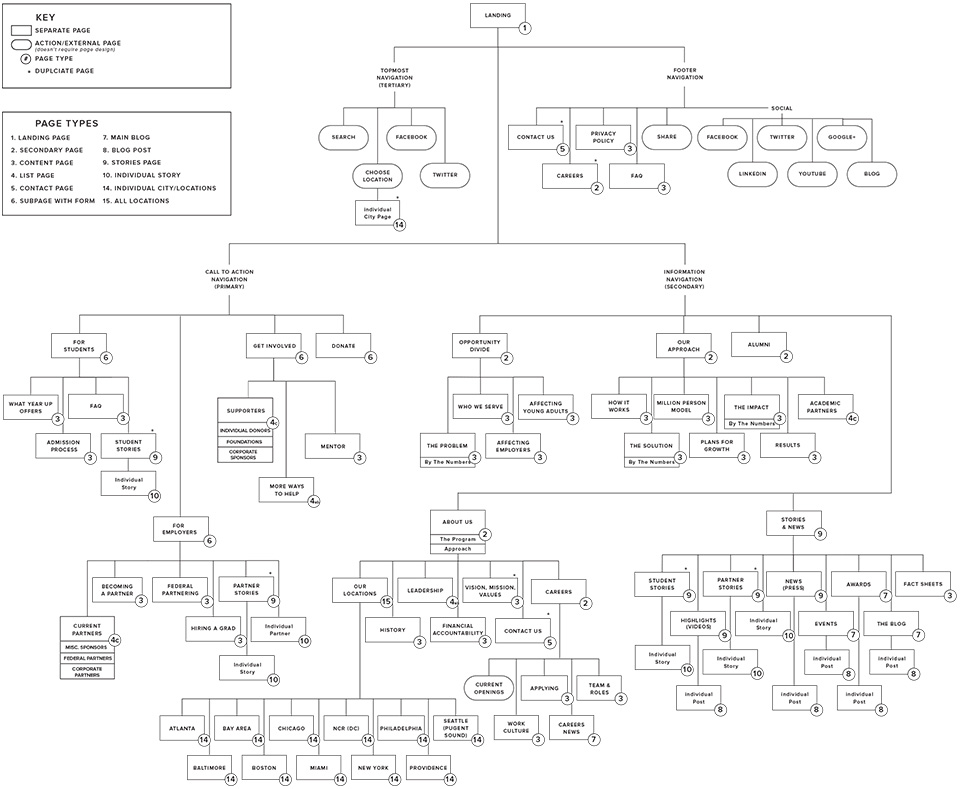 LANDING
1
KEY
SEPARATE PAGE
ACTION/EXTERNAL PAGE
(doesn't require page design)
# PAGE TYPE
* DUPLCIATE PAGE
PAGE TYPES
1. LANDING PAGE
2. SECONDARY PAGE
3. CONTENT PAGE
4. LIST PAGE
5. CONTACT PAGE
6. SUBPAGE WITH FORM
7. MAIN BLOG
8. BLOG POST
9. STORIES PAGE
10. INDIVIDUAL STORY
14. INDIVIDUAL CITY/LOCATIONS
15. ALL LOCATIONS
TOPMOST
NAVIGATION
(TERTIARY)
SEARCH
FACEBOOK
CHOOSE
LOCATION
TWITTER
*
Individual
City Page
14
FOOTER
NAVIGATION
*
CONTACT US
5
PRIVACY
POLICY
3
SHARE
*
CAREERS
2
FAQ
3
SOCIAL
FACEBOOK
TWITTER
GOOGLE+
LINKEDIN
YOUTUBE
BLOG
CALL TO ACTION
NAVIGATION
(PRIMARY)
FOR
STUDENTS
6
GET INVOLVED
6
DONATE
6
WHAT YEAR UP
OFFERS
3
FAQ
3
ADMISSION
PROCESS
3
*
STUDENT
STORIES
9
Individual
Story
10
SUPPORTERS
4c
INDIVIDUAL DONORS
FOUNDATIONS
CORPORATE
SPONSORS
MENTOR
3
MORE WAYS
TO HELP
FOR
EMPLOYERS
6
BECOMING
A PARTNER
3
FEDERAL
PARTNERING
3
*
PARTNER
STORIES
9
CURRENT
PARTNERS
4c
MISC. SPONSORS
FEDERAL PARTNERS
CORPORATE
PARTNERS
HIRING A GRAD
3
Individual
Partner
10
Individual
Story
10
INFORMATION
NAVIGATION
(SECONDARY)
OPPORTUNITY
DIVIDE
2
OUR
APPROACH
2
ALUMNI
2
WHO WE SERVE
3
AFFECTING
YOUNG ADULTS
3
THE PROBLEM
By The Numbers
3
AFFECTING
EMPLOYERS
3
HOW IT
WORKS
3
MILLION PERSON
MODEL
3
THE IMPACT
By The Numbers
3
ACADEMIC
PARTNERS
4c
THE SOLUTION
By The Numbers
3
PLANS FOR
GROWTH
3
RESULTS
3
ABOUT US
2
The Program
Approach
OUR
LOCATIONS
15
LEADERSHIP
*
VISION, MISSION,
VALUES
3
CAREERS
2
HISTORY
3
FINANCIAL
ACCOUNTABILITY
3
*
CONTACT US
5
CURRENT
OPENINGS
APPLYING
3
TEAM &
ROLES
3
WORK
CULTURE
3
CAREERS
NEWS
7
ATLANTA
14
BAY AREA
14
CHICAGO
14
NCR (DC)
14
PHILADELPHIA
14
SEATTLE
(PUGENT
SOUND)
14
BALTIMORE
14
BOSTON
14
MIAMI
14
NEW YORK
14
PROVIDENCE
14
STORIES
& NEWS
9
*
STUDENT
STORIES
9
*
PARTNER
STORIES
9
NEWS
(PRESS)
9
AWARDS
7
FACT SHEETS
3
HIGHLIGHTS
(VIDEOS)
9
Individual
Story
10
EVENTS
7
THE BLOG
7
Individual
Story
10
Individual
Story
10
Individual
Post
8
Individual
Post
8
Individual
Post
8
Individual
Post
8
Individual
Post
8